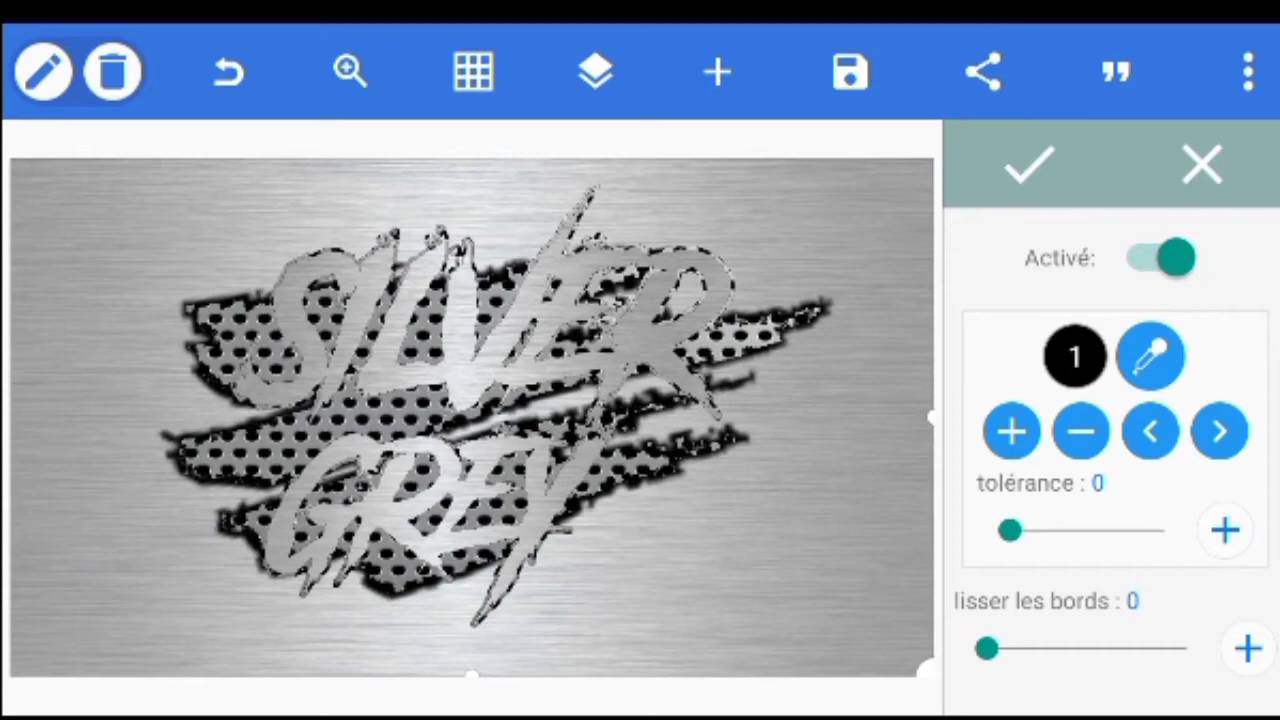 Activé:
1
tolérance : 0
lisser les bords : 0
SILVER
GREY